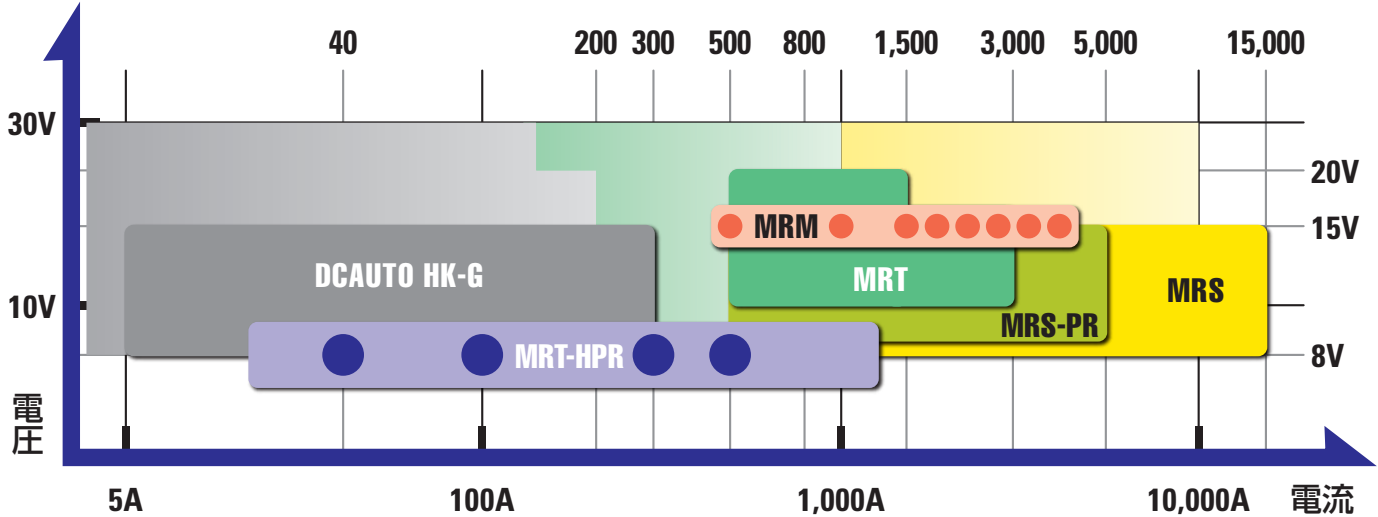 40 200 300 500 800 1,500 3,000 5,000 15,000
30V
20V
MRM
15V
DCAUTO HK-G
MRT
MRS
10V
MRS-PR
MRT-HPR
8V
電圧
5A 100A 1,000A 10,000A 電流